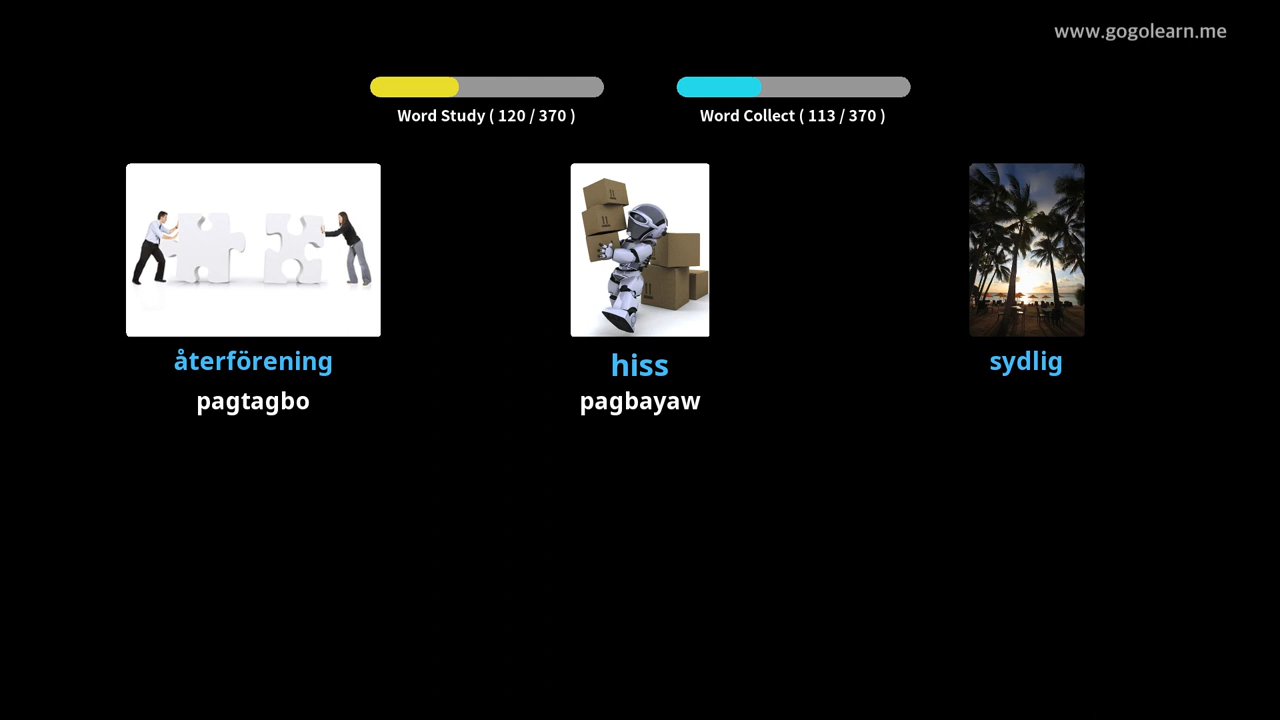 www.gogolearn.me
Word Study ( 120 / 370 )
Word Collect ( 113 / 370 )
återförening
hiss
sydlig
pagtagbo
pagbayaw